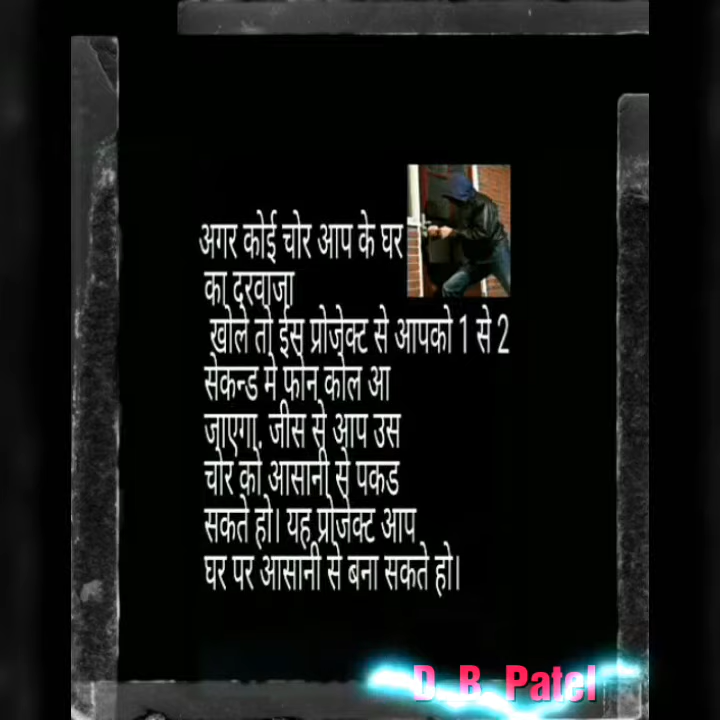 अगर कोई चोर आप के घर
का दरवाजा
खोले तो ईस प्रोजेक्ट से आपको 1 से 2
सेकन्ड मे फोन कोल आ
जाएगा. जीस से आप उस
चोर को आसानी से पकड
सकते हो। यह प्रोजेक्ट आप
घर पर आसानी से बना सकते हो।
D. B. Patel